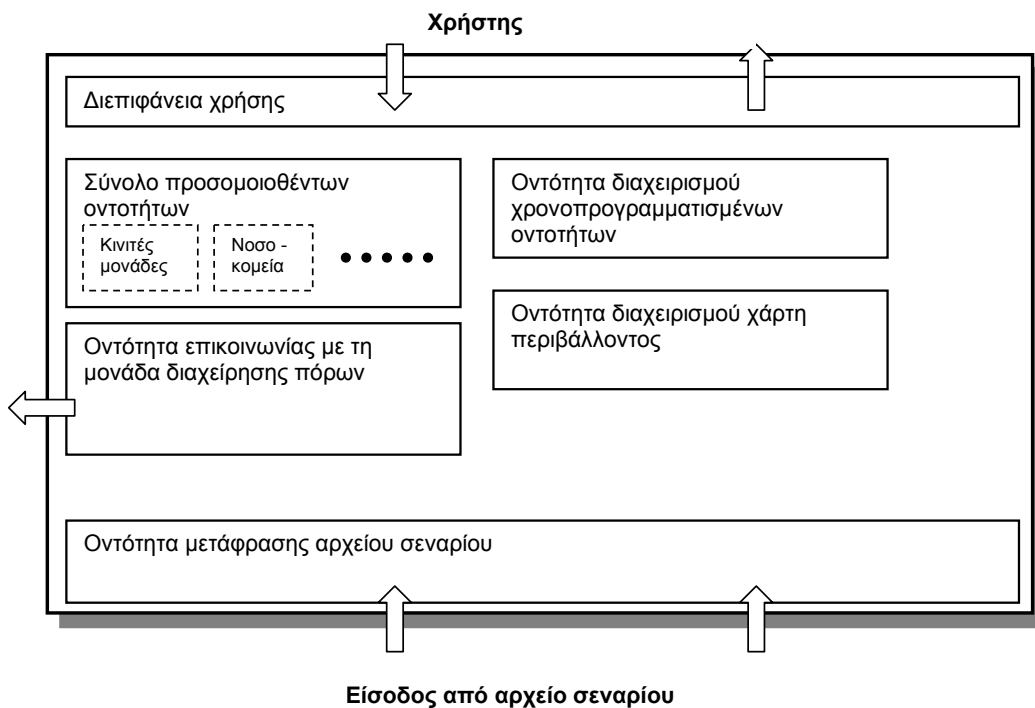 Χρήστης
Διεπιφάνεια χρήσης
Σύνολο προσομοιοθέντων
οντοτήτων
Κινιτές
μονάδες
Νοσο -
κομεία
Οντότητα διαχειρισμού
χρονοπρογραμματισμένων
οντοτήτων
Οντότητα διαχειρισμού χάρτη
περιβάλλοντος
Οντότητα επικοινωνίας με τη
μονάδα διαχείρησης πόρων
Οντότητα μετάφρασης αρχείου σεναρίου
Είσοδος από αρχείο σεναρίου